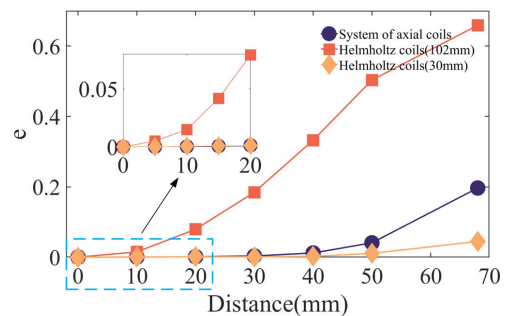 0.6
0.4
0.2
0
e
System of axial coils
Helmholtz coils(102mm)
Helmholtz coils(30mm)
0.05
0
0 10 20
0 10 20 30 40 50 60 70
Distance(mm)